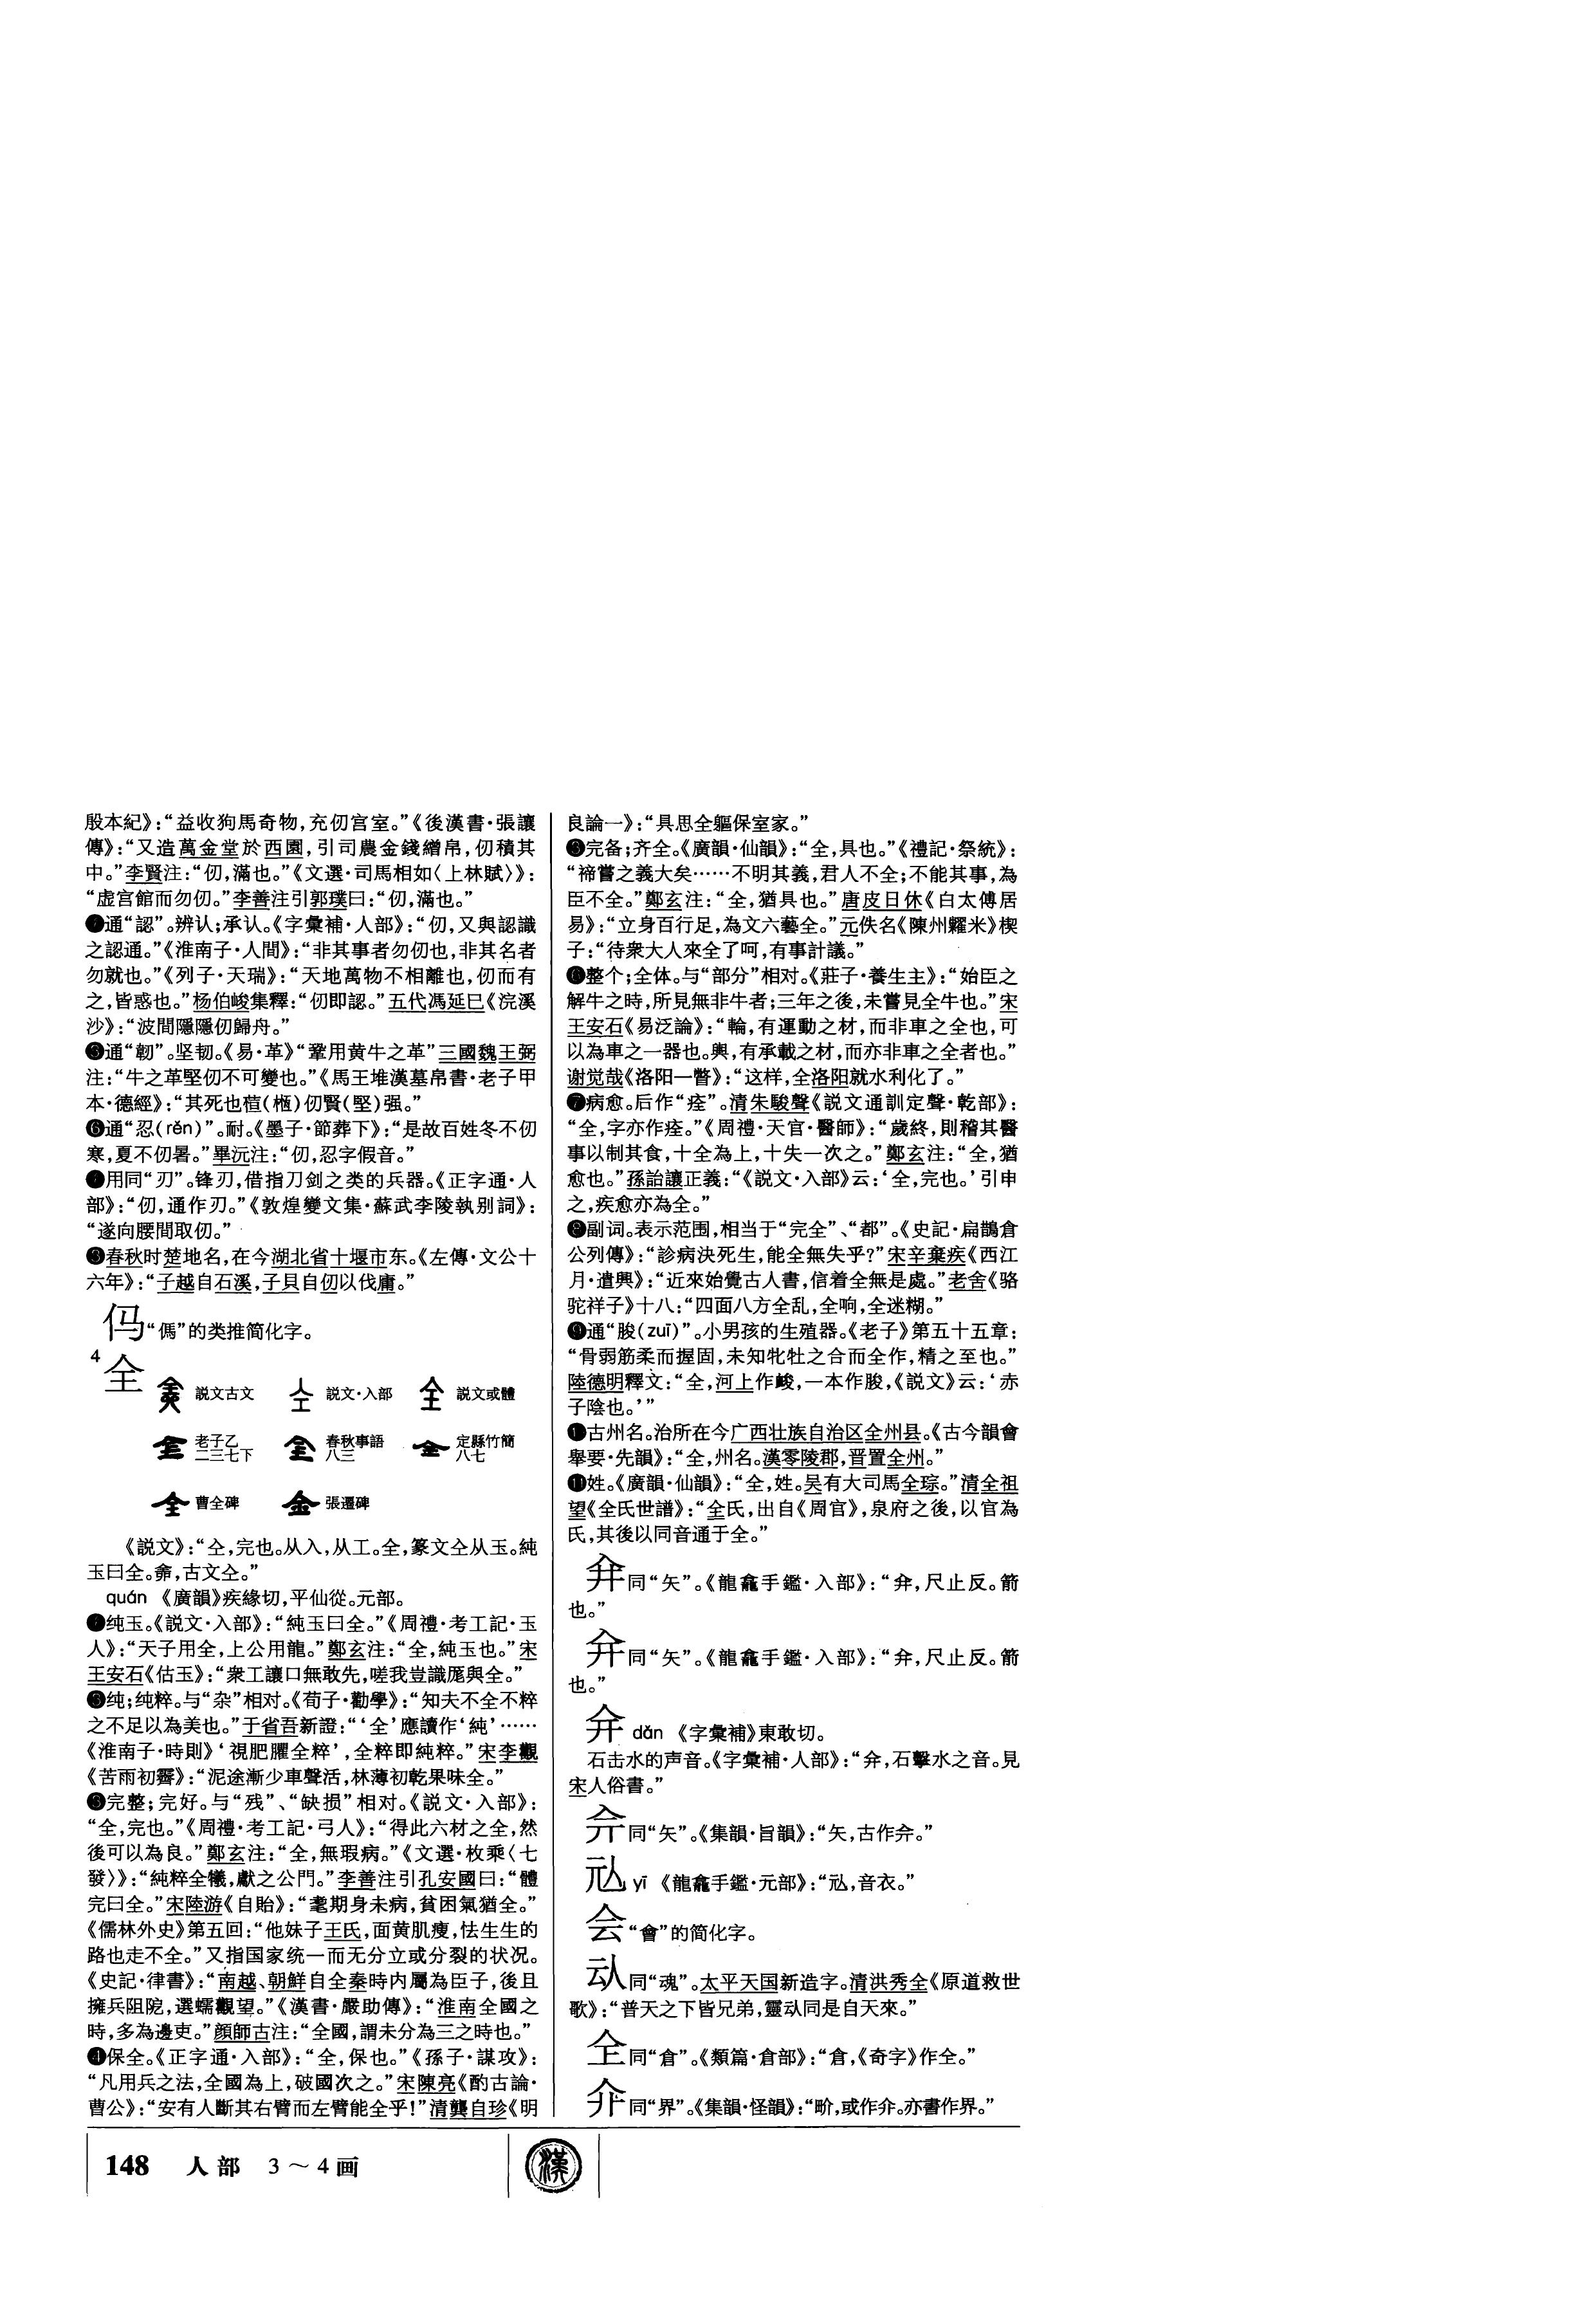 殷本紀》：“益收狗馬奇物，充仞宫室。”《後漢書·張讓
傳》：“又造萬金堂於西園，引司農金錢繒帛，仞積其
中。”李賢注：“仞，滿也。”《文選·司馬相如〈上林賦〉》：
“虚宫館而勿仞。”李善注引郭璞曰：“仞，滿也。”
通“認”。辨认；承认。《字彙補·人部》：“仞，又與認識
之認通。”《淮南子·人間》：“非其事者勿仞也，非其名者
勿就也。”《列子·天瑞》：“天地萬物不相離也，仞而有
之，皆惑也。”杨伯峻集釋：“仞即認。”五代馮延巳《浣溪
沙》：“波間隱隱仞歸舟。”
通“韌”。坚韧。《易·革》“鞏用黄牛之革”三國魏王弼
注：“牛之革堅仞不可變也。”《馬王堆漢墓帛書·老子甲
本·德經》：“其死也𣑲(㮓)仞賢(堅)强。”
❻通“忍(rěn)”。耐。《墨子·節葬下》：“是故百姓冬不仞
寒，夏不仞暑。”畢沅注：“仞，忍字假音。”
用同“刃”。锋刃，借指刀剑之类的兵器。《正字通·人
部》：“仞，通作刃。”《敦煌變文集·蘇武李陵執别詞》：
“遂向腰間取仞。”
春秋时楚地名，在今湖北省十堰市东。《左傳·文公十
六年》：“子越自石溪，子貝自仞以伐庸。”
㐷“傌”的类推简化字。
4
全
説文古文 説文·入部 説文或體
老子乙二三七下 春秋事語八三 定縣竹簡八七
曹全碑 張遷碑
《説文》：“仝，完也。从入，从工。全，篆文仝从玉。純
玉曰全。㒰，古文仝。”
quán 《廣韻》疾緣切，平仙從。元部。
纯玉。《説文·入部》：“純玉曰全。”《周禮·考工記·玉
人》：“天子用全，上公用龍。”鄭玄注：“全，純玉也。”宋
王安石《估玉》：“衆工讓口無敢先，嗟我豈識厖與全。”
纯；纯粹。与“杂”相对。《荀子·勸學》：“知夫不全不粹
之不足以為美也。”于省吾新證：“‘全’應讀作‘純’……
《淮南子·時則》‘視肥臞全粹’，全粹即純粹。”宋李觀
《苦雨初霽》：“泥途漸少車聲活，林薄初乾果味全。”
❸完整；完好。与“残”、“缺损”相对。《説文·入部》：
“全，完也。”《周禮·考工記·弓人》：“得此六材之全，然
後可以為良。”鄭玄注：“全，無瑕病。”《文選·枚乘〈七
發〉》：“純粹全犧，獻之公門。”李善注引孔安國曰：“體
完曰全。”宋陸游《自貽》：“耄期身未病，貧困氣猶全。”
《儒林外史》第五回：“他妹子王氏，面黄肌瘦，怯生生的
路也走不全。”又指国家统一而无分立或分裂的状况。
《史記·律書》：“南越、朝鮮自全秦時内屬為臣子，後且
擁兵阻阨，選蠕觀望。”《漢書·嚴助傳》：“淮南全國之
時，多為邊吏。”顔師古注：“全國，謂未分為三之時也。”
❹保全。《正字通·入部》：“全，保也。”《孫子·謀攻》：
“凡用兵之法，全國為上，破國次之。”宋陳亮《酌古論·
曹公》：“安有人斷其右臂而左臂能全乎！”清龔自珍《明
良論一》：“具思全軀保室家。”
❺完备；齐全。《廣韻·仙韻》：“全，具也。”《禮記·祭統》：
“禘嘗之義大矣……不明其義，君人不全；不能其事，為
臣不全。”鄭玄注：“全，猶具也。”唐皮日休《白太傅居
易》：“立身百行足，為文六藝全。”元佚名《陳州糶米》楔
子：“待衆大人來全了呵，有事計議。”
❻整个；全体。与“部分”相对。《莊子·養生主》：“始臣之
解牛之時，所見無非牛者；三年之後，未嘗見全牛也。”宋
王安石《易泛論》：“輪，有運動之材，而非車之全也，可
以為車之一器也。輿，有承載之材，而亦非車之全者也。”
谢觉哉《洛阳一瞥》：“这样，全洛阳就水利化了。”
❼病愈。后作“痊”。清朱駿聲《説文通訓定聲·乾部》：
“全，字亦作痊。”《周禮·天官·醫師》：“歲終，則稽其醫
事以制其食，十全為上，十失一次之。”鄭玄注：“全，猶
愈也。”孫詒讓正義：“《説文·入部》云：‘全，完也。’引申
之，疾愈亦為全。”
❽副词。表示范围，相当于“完全”、“都”。《史記·扁鵲倉
公列傳》：“診病決死生，能全無失乎？”宋辛棄疾《西江
月·遣興》：“近來始覺古人書，信着全無是處。”老舍《骆
驼祥子》十八：“四面八方全乱，全响，全迷糊。”
❾通“朘(zuī)”。小男孩的生殖器。《老子》第五十五章：
“骨弱筋柔而握固，未知牝牡之合而全作，精之至也。”
陸德明釋文：“全，河上作峻，一本作朘，《説文》云：‘赤
子陰也。’”
古州名。治所在今广西壮族自治区全州县。《古今韻會
舉要·先韻》：“全，州名。漢零陵郡，晋置全州。”
⓫姓。《廣韻·仙韻》：“全，姓。吴有大司馬全琮。”清全祖
望《全氏世譜》：“全氏，出自《周官》，泉府之後，以官為
氏，其後以同音通于全。”
同“矢”。《龍龕手鑑·入部》：“弅，尺止反。箭
也。”
同“矢”。《龍龕手鑑·入部》：“弅，尺止反。箭
也。”
dǎn 《字彙補》東敢切。
石击水的声音。《字彙補·人部》：“，石擊水之音。見
宋人俗書。”
同“矢”。《集韻·旨韻》：“矢，古作。”
yī 《龍龕手鑑·元部》：“，音衣。”
会“會”的简化字。
同“魂”。太平天国新造字。清洪秀全《原道救世
歌》：“普天之下皆兄弟，靈同是自天來。”
同“倉”。《類篇·倉部》：“倉，《奇字》作仺。”
同“界”。《集韻·怪韻》：“畍，或作。亦書作界。”
148 人部 3～4画
漢